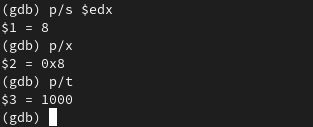 (gdb) p/s $edx
$1 = 8
(gdb) p/x
$2 = 0x8
(gdb) p/t
$3 = 1000
(gdb)